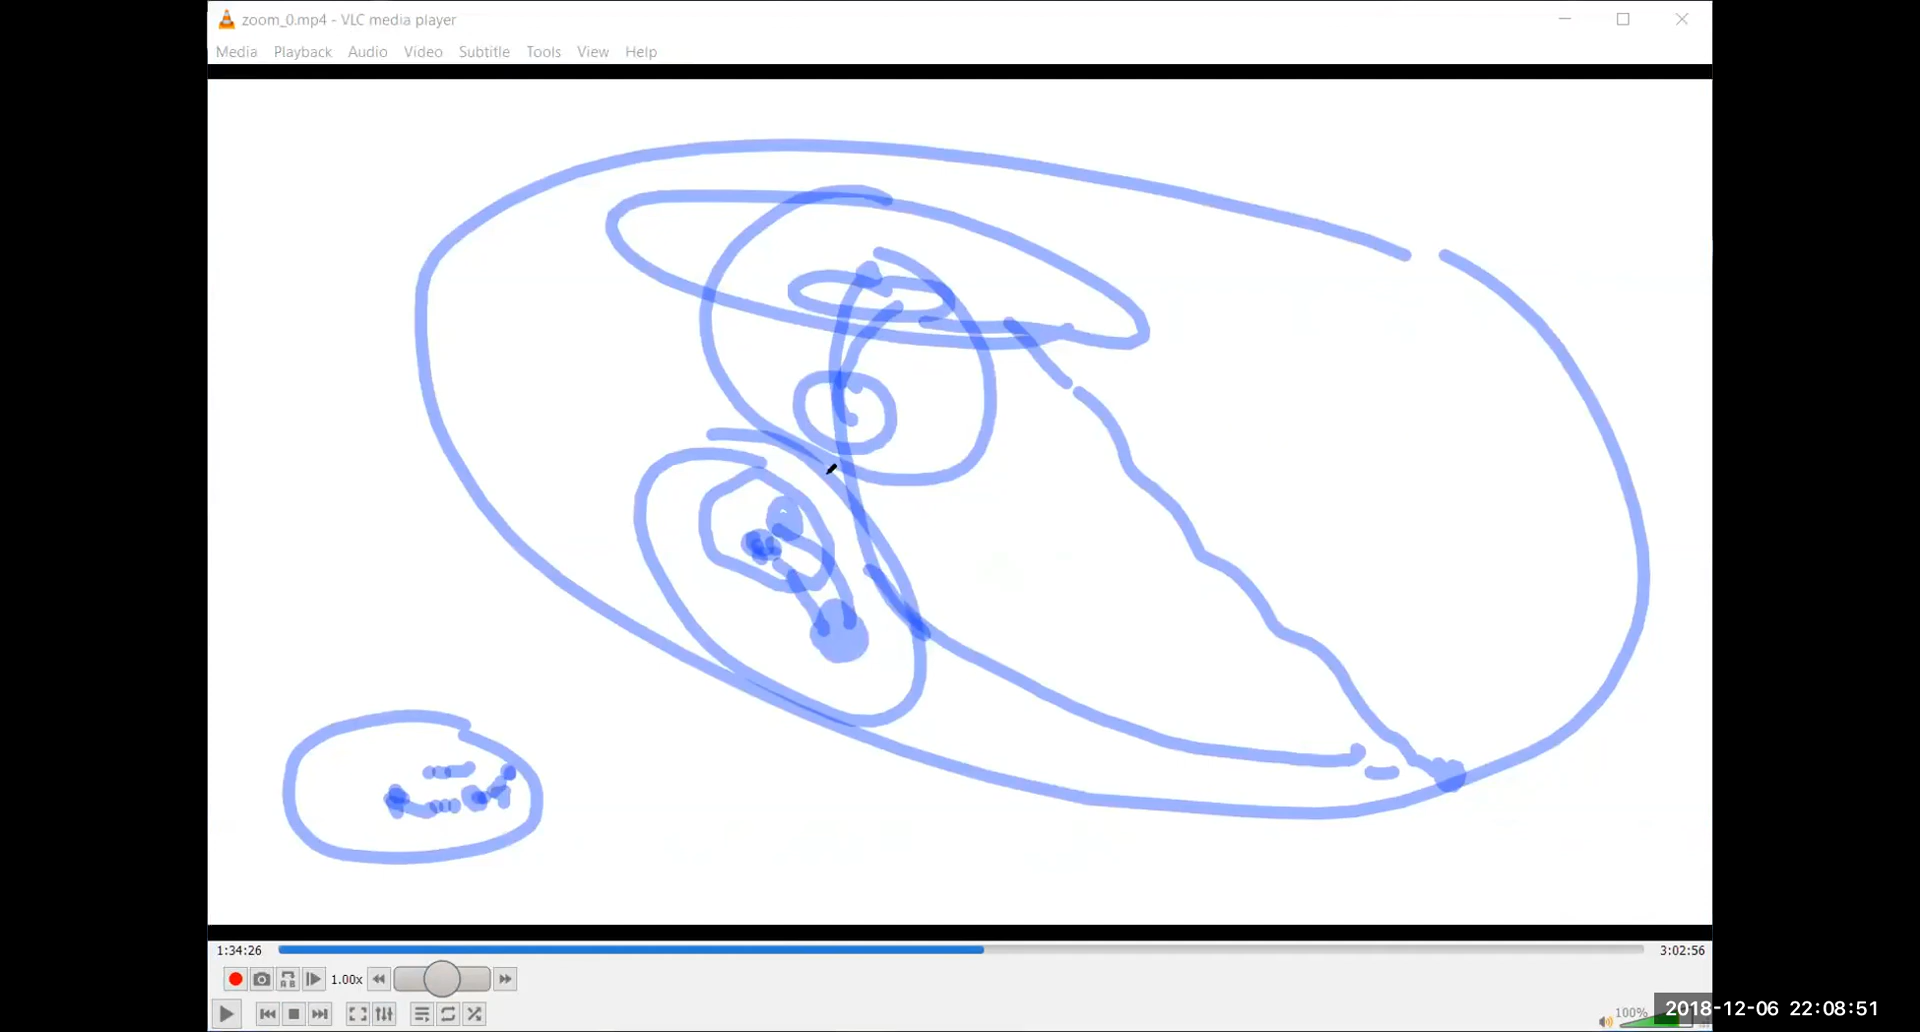 zoom_0.mp4 - VLC media player
Media Playback Audio Video Subtitle Tools View Help
1:34:26 3:02:56
1.00x
100%
2018-12-06 22:08:51